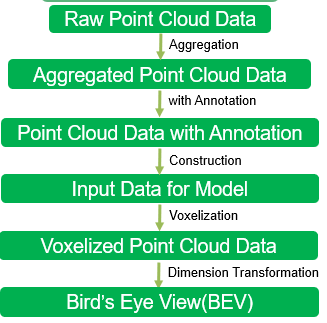 Raw Point Cloud Data
Aggregation
Aggregated Point Cloud Data
with Annotation
Point Cloud Data with Annotation
Construction
Input Data for Model
Voxelization
Voxelized Point Cloud Data
Dimension Transformation
Bird's Eye View(BEV)